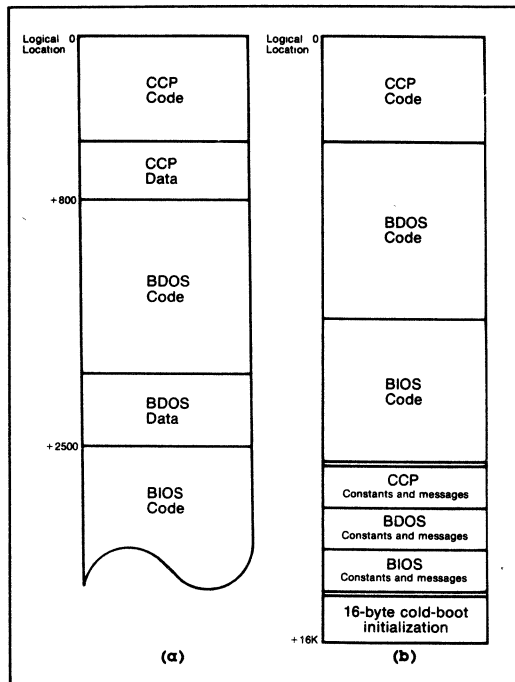 Logical 0
Location
CCP
Code
CCP
Data
+800
BDOS
Code
BDOS
Data
+2500
BIOS
Code
(a)
Logical 0
Location
CCP
Code
BDOS
Code
BIOS
Code
CCP
Constants and messages
BDOS
Constants and messages
BIOS
Constants and messages
16-byte cold-boot
initialization
+16K
(b)